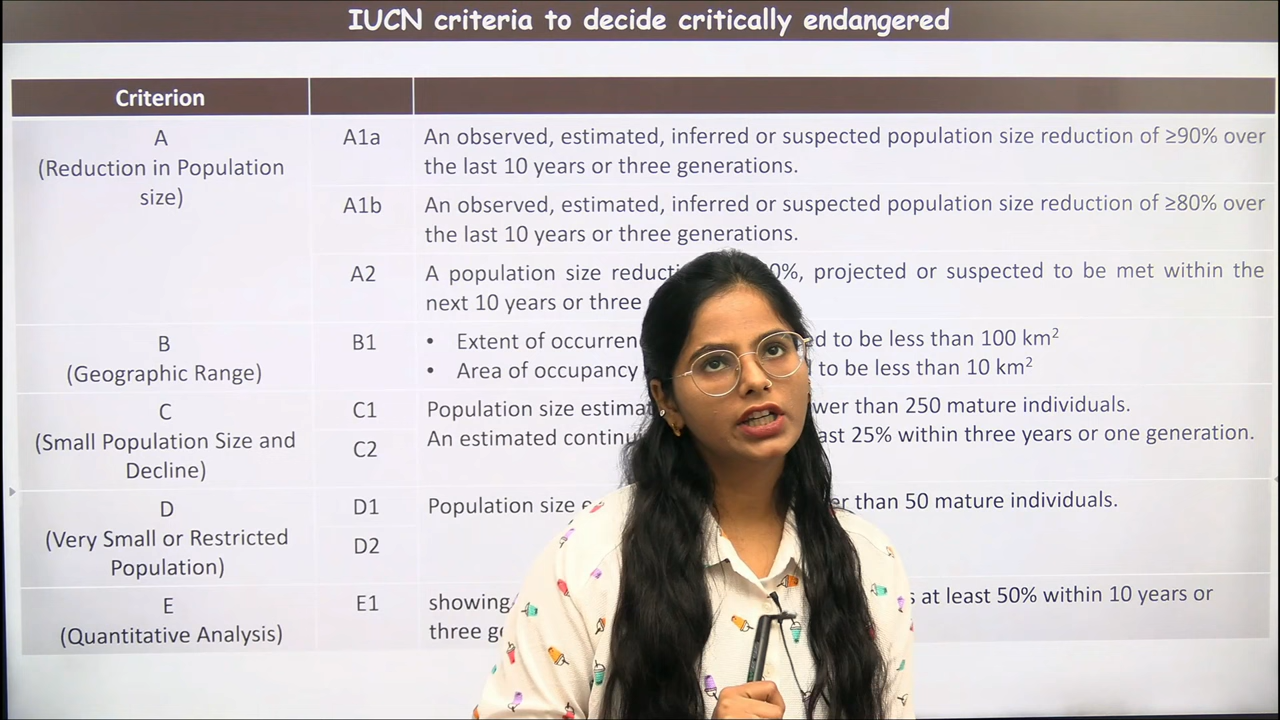 IUCN criteria to decide critically endangered
Criterion
A
(Reduction in Population
size)
A1a
An observed, estimated, inferred or suspected population size reduction of ≥90% over
the last 10 years or three generations.
A1b
An observed, estimated, inferred or suspected population size reduction of ≥80% over
the last 10 years or three generations.
A2
A population size 0%, projected or suspected to be met within the
next 10 years or three
B
(Geographic Range)
B1
• Extent of to be less than 100 km²
• Area of occupancy to be less than 10 km²
C
(Small Population Size and
Decline)
C1
Population size than 250 mature individuals.
C2
An estimated 25% within three years or one generation.
D
(Very Small or Restricted
Population)
D1
Population size than 50 mature individuals.
D2
E
(Quantitative Analysis)
E1
showing at least 50% within 10 years or
three